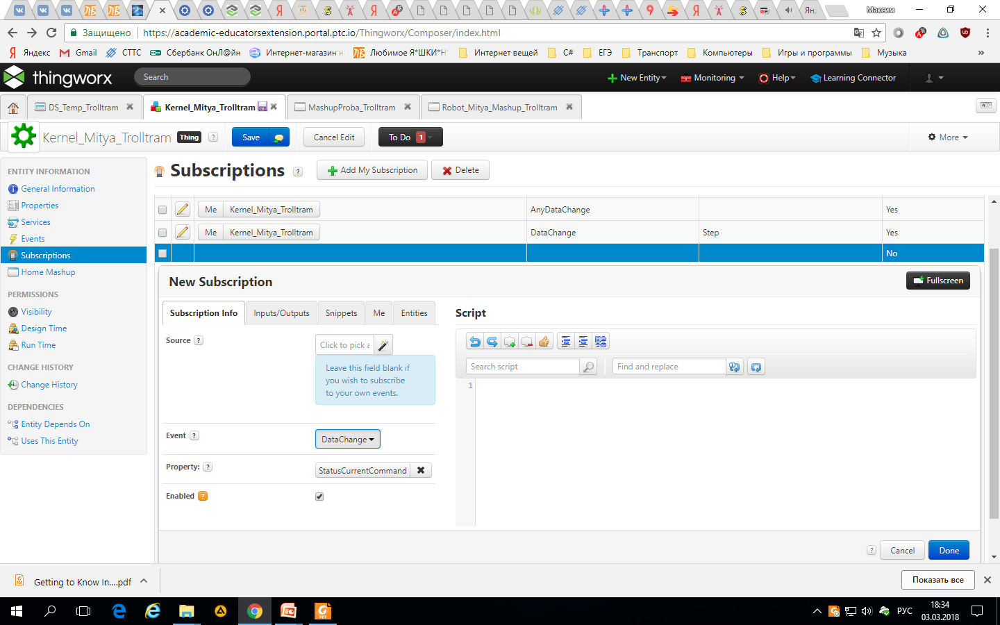 Максим
Защищено
https://academic-educatorsextension.portal.ptc.io/Thingworx/Composer/index.html
Яндекс
Gmail
СТТС
Сбербанк ОнЛ@йн
Интернет-магазин
Любимое Я*ШКИ*Н
Интернет вещей
C#
ЕГЭ
Транспорт
Компьютеры
Игры и программы
Музыка
»
thingworx
Search
New Entity
Monitoring
Help
Learning Connector
DS_Temp_Trolltram
Kernel_Mitya_Trolltram
MashupProba_Trolltram
Robot_Mitya_Mashup_Trolltram
Kernel_Mitya_Trolltram
Thing
?
Save
Cancel Edit
To Do 1
More
ENTITY INFORMATION
General Information
Properties
Services
Events
Subscriptions
Home Mashup
PERMISSIONS
Visibility
Design Time
Run Time
CHANGE HISTORY
Change History
DEPENDENCIES
Entity Depends On
Uses This Entity
Subscriptions
?
Add My Subscription
Delete
Me Kernel_Mitya_Trolltram AnyDataChange Yes
Me Kernel_Mitya_Trolltram DataChange Step Yes
No
New Subscription
Fullscreen
Subscription Info
Inputs/Outputs
Snippets
Me
Entities
Source ?
Click to pick a
Leave this field blank if
you wish to subscribe
to your own events.
Event ?
DataChange
Property: ?
StatusCurrentCommand
Enabled ?
Script
Search script
Find and replace
1
?
Cancel
Done
Getting to Know In....pdf
Показать все
РУС
18:34
03.03.2018